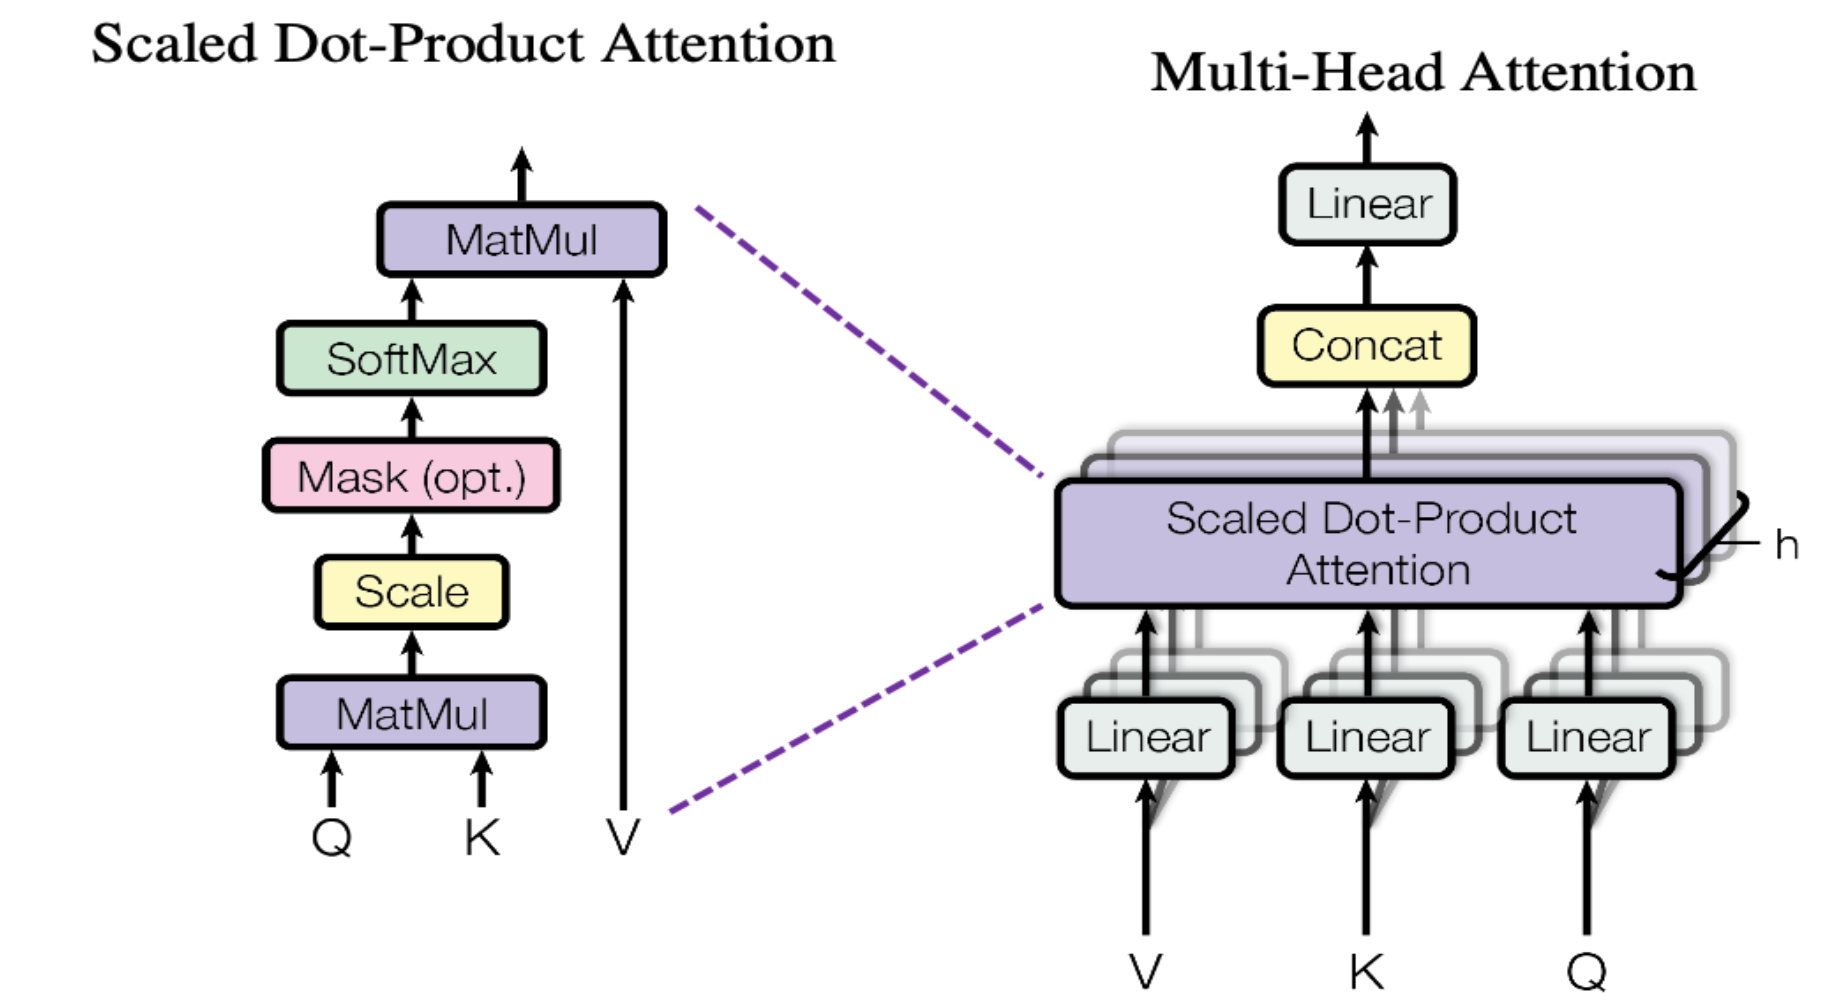 Scaled Dot-Product Attention
MatMul
SoftMax
Mask (opt.)
Scale
MatMul
Q K V
Multi-Head Attention
Linear
Concat
Scaled Dot-Product
Attention
h
Linear Linear Linear
V K Q